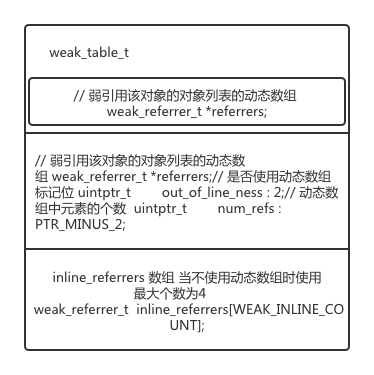 weak_table_t
// 弱引用该对象的对象列表的动态数组
weak_referrer_t *referrers;
// 弱引用该对象的对象列表的动态数
组 weak_referrer_t *referrers;// 是否使用动态数组
标记位 uintptr_t        out_of_line_ness : 2;// 动态数
组中元素的个数  uintptr_t        num_refs :
PTR_MINUS_2;
inline_referrers 数组 当不使用动态数组时使用
最大个数为4
weak_referrer_t  inline_referrers[WEAK_INLINE_CO
UNT];